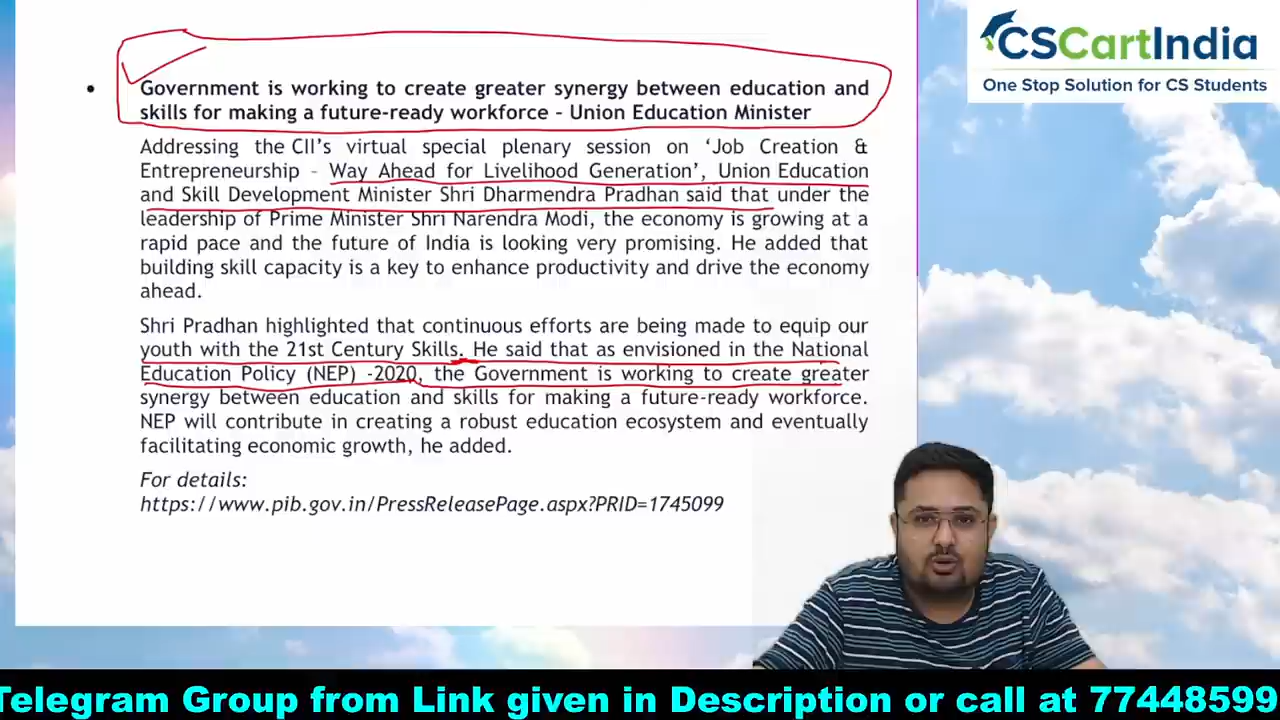 CSCartIndia
One Stop Solution for CS Students
• Government is working to create greater synergy between education and
skills for making a future-ready workforce - Union Education Minister
Addressing the CII's virtual special plenary session on 'Job Creation &
Entrepreneurship - Way Ahead for Livelihood Generation', Union Education
and Skill Development Minister Shri Dharmendra Pradhan said that under the
leadership of Prime Minister Shri Narendra Modi, the economy is growing at a
rapid pace and the future of India is looking very promising. He added that
building skill capacity is a key to enhance productivity and drive the economy
ahead.
Shri Pradhan highlighted that continuous efforts are being made to equip our
youth with the 21st Century Skills. He said that as envisioned in the National
Education Policy (NEP) -2020, the Government is working to create greater
synergy between education and skills for making a future-ready workforce.
NEP will contribute in creating a robust education ecosystem and eventually
facilitating economic growth, he added.
For details:
https://www.pib.gov.in/PressReleasePage.aspx?PRID=1745099
Telegram Group from Link given in Description or call at 77448599